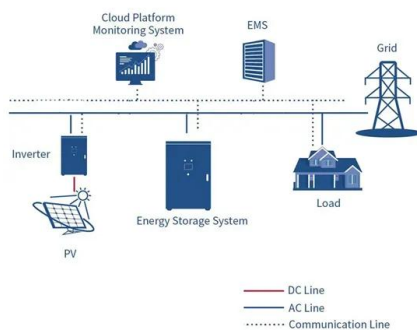 Cloud Platform
Monitoring System
EMS
Grid
Inverter
Energy Storage System
Load
PV
DC Line
AC Line
Communication Line